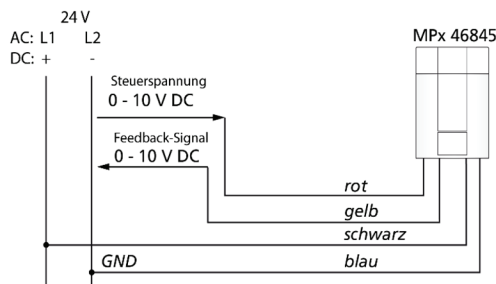 24 V
AC: L1 L2
DC: + -
MPx 46845
Steuerspannung
0 - 10 V DC
Feedback-Signal
0 - 10 V DC
rot
gelb
schwarz
GND blau